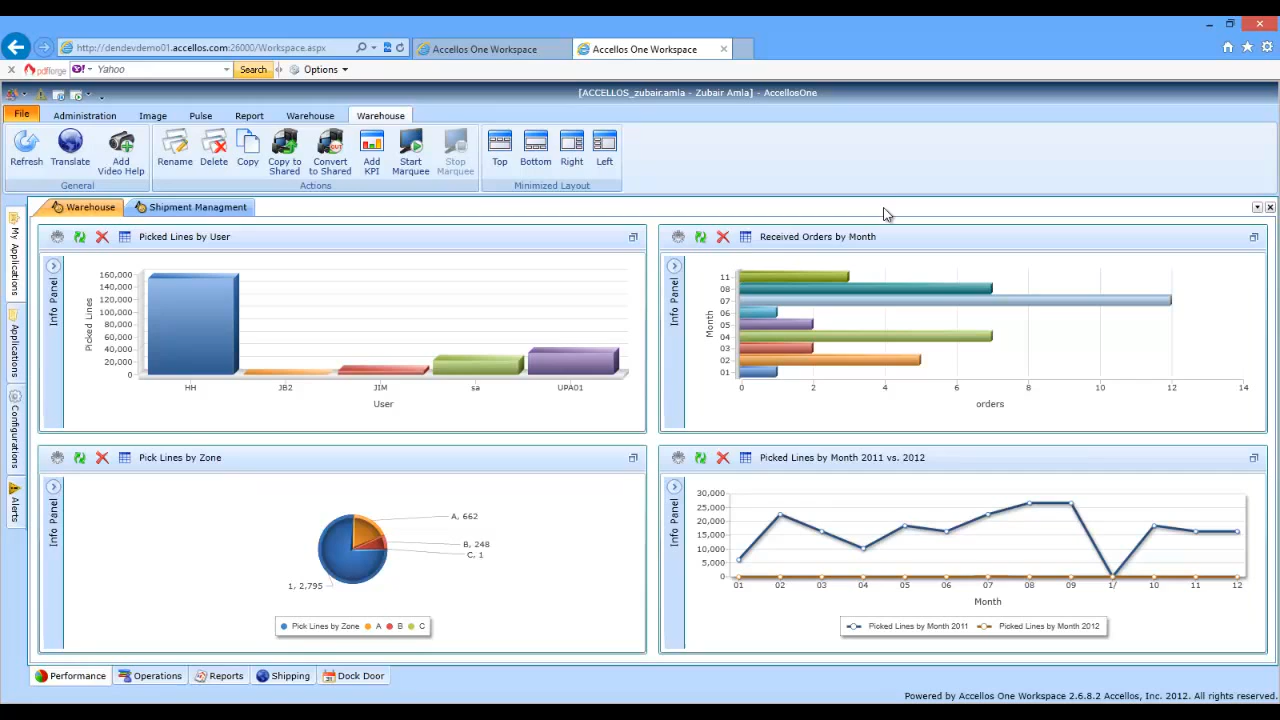 http://dendevdemo01.accellos.com:26000/Workspace.aspx
Accellos One Workspace
Accellos One Workspace
pdfforge
Yahoo
Search
Options
[ACCELLOS_zubair.amla - Zubair Amla] - AccellosOne
File
Administration
Image
Pulse
Report
Warehouse
Warehouse
Refresh
Translate
Add
Video Help
Rename
Delete
Copy
Copy to
Shared
Convert
to Shared
Add
KPI
Start
Marquee
Stop
Marquee
Top
Bottom
Right
Left
General
Actions
Minimized Layout
My Applications
Applications
Configurations
Alerts
Warehouse
Shipment Managment
Picked Lines by User
Info Panel
Picked Lines
160,000
140,000
120,000
100,000
80,000
60,000
40,000
20,000
0
HH
JB2
JIM
sa
UPA01
User
Received Orders by Month
Info Panel
Month
11
08
07
06
05
04
03
02
01
0
2
4
6
8
10
12
14
orders
Pick Lines by Zone
Info Panel
A, 662
B, 248
C, 1
1, 2,795
Pick Lines by Zone
A
B
C
Picked Lines by Month 2011 vs. 2012
Info Panel
30,000
25,000
20,000
15,000
10,000
5,000
0
01
02
03
04
05
06
07
08
09
1/
10
11
12
Month
Picked Lines by Month 2011
Picked Lines by Month 2012
Performance
Operations
Reports
Shipping
Dock Door
Powered by Accellos One Workspace 2.6.8.2 Accellos, Inc. 2012. All rights reserved.